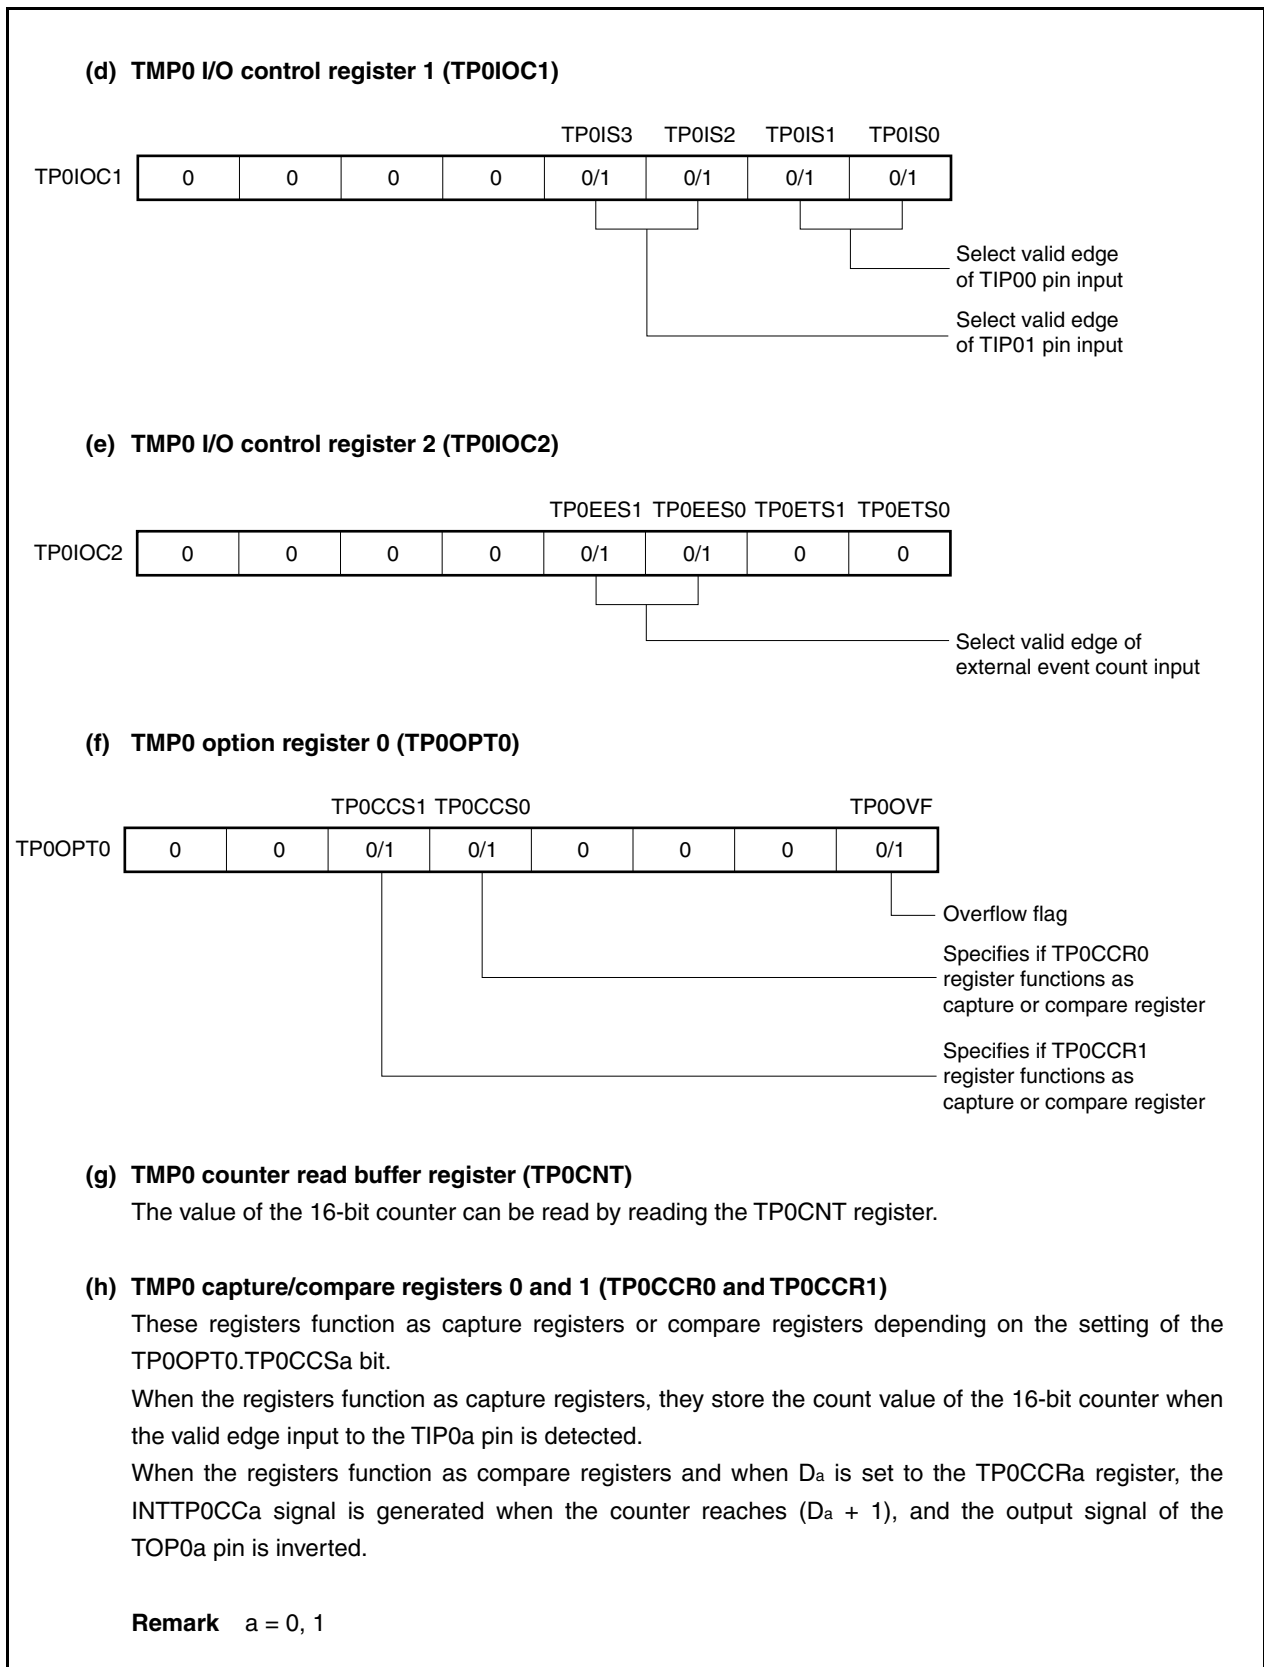 (d) TMP0 I/O control register 1 (TP0IOC1)
TP0IS3 TP0IS2 TP0IS1 TP0IS0
TP0IOC1 0 0 0 0 0/1 0/1 0/1 0/1
Select valid edge
of TIP00 pin input
Select valid edge
of TIP01 pin input
(e) TMP0 I/O control register 2 (TP0IOC2)
TP0EES1 TP0EES0 TP0ETS1 TP0ETS0
TP0IOC2 0 0 0 0 0/1 0/1 0 0
Select valid edge of
external event count input
(f) TMP0 option register 0 (TP0OPT0)
TP0CCS1 TP0CCS0 TP0OVF
TP0OPT0 0 0 0/1 0/1 0 0 0 0/1
Overflow flag
Specifies if TP0CCR0
register functions as
capture or compare register
Specifies if TP0CCR1
register functions as
capture or compare register
(g) TMP0 counter read buffer register (TP0CNT)
The value of the 16-bit counter can be read by reading the TP0CNT register.
(h) TMP0 capture/compare registers 0 and 1 (TP0CCR0 and TP0CCR1)
These registers function as capture registers or compare registers depending on the setting of the
TP0OPT0.TP0CCSa bit.
When the registers function as capture registers, they store the count value of the 16-bit counter when
the valid edge input to the TIP0a pin is detected.
When the registers function as compare registers and when Da is set to the TP0CCRa register, the
INTTP0CCa signal is generated when the counter reaches (Da + 1), and the output signal of the
TOP0a pin is inverted.
Remark a = 0, 1